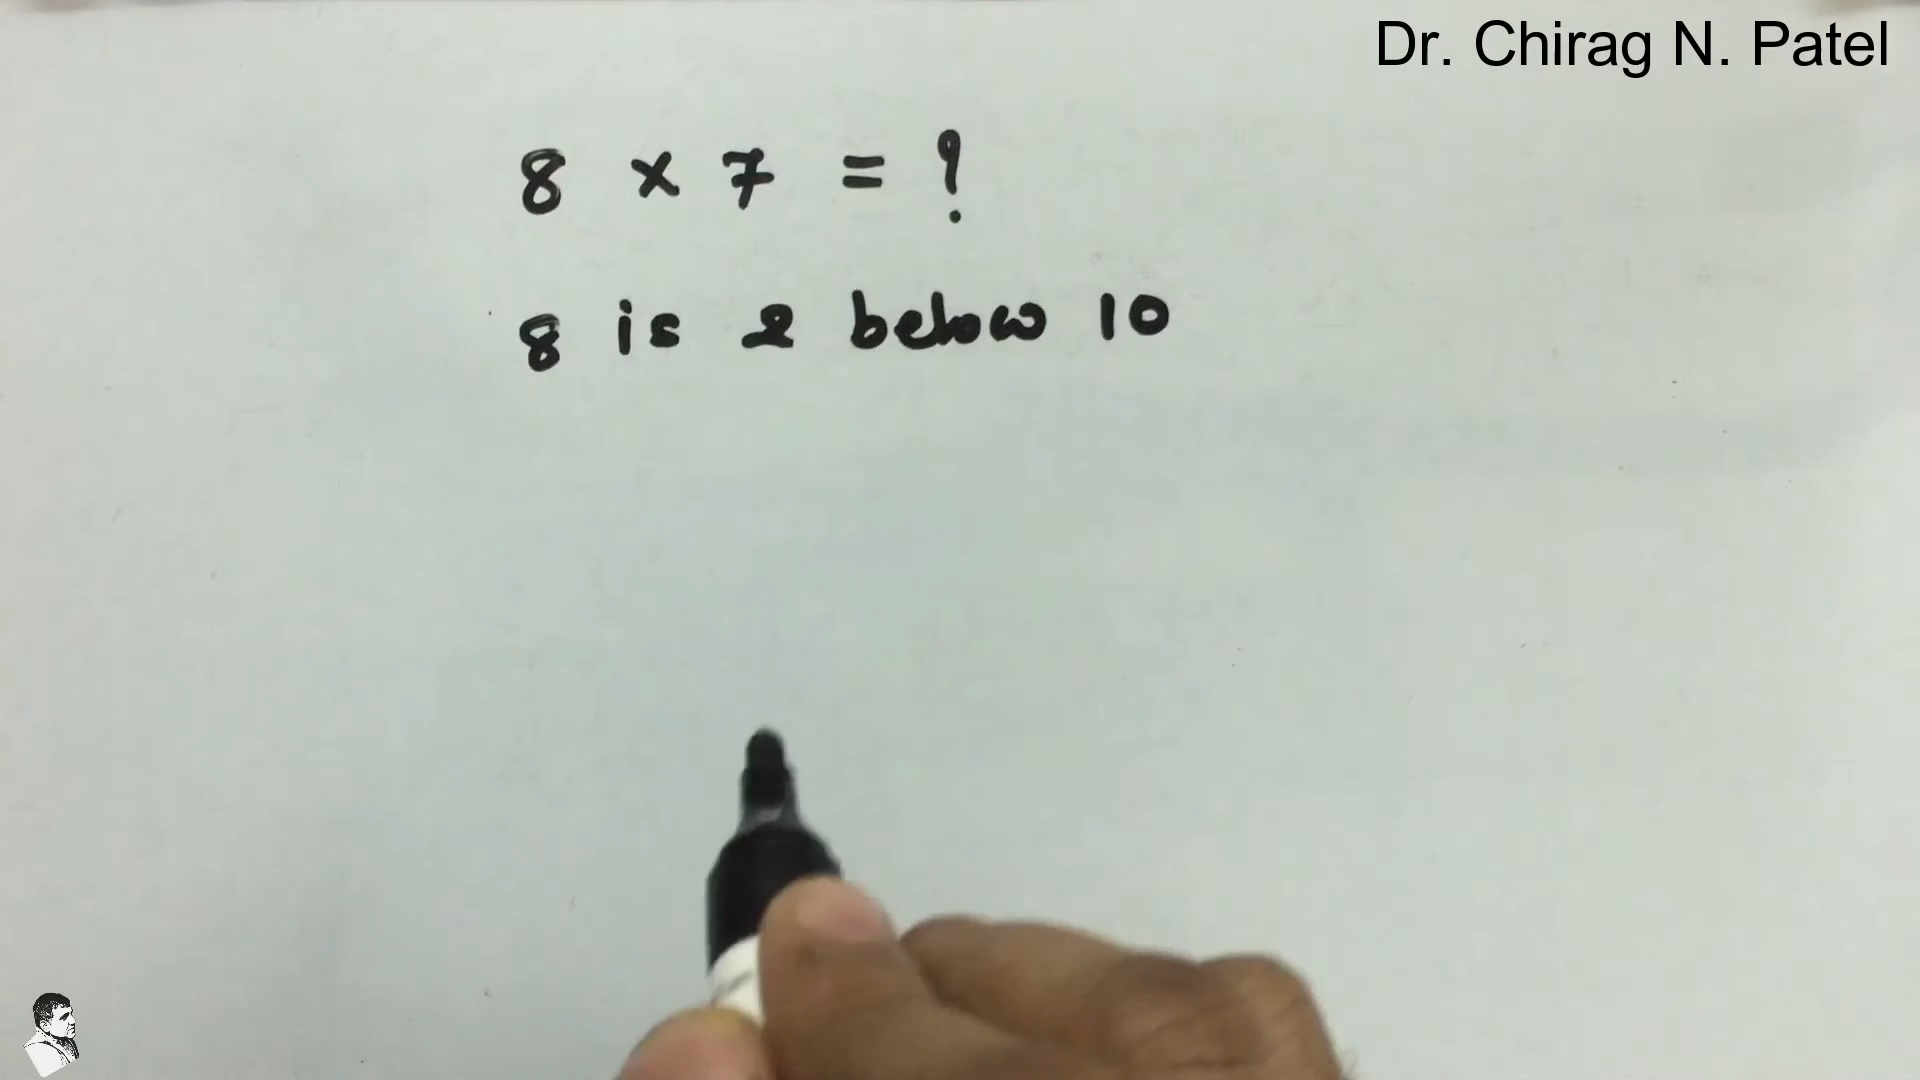 Dr. Chirag N. Patel
8 × 7 = ?
8 is 2 below 10